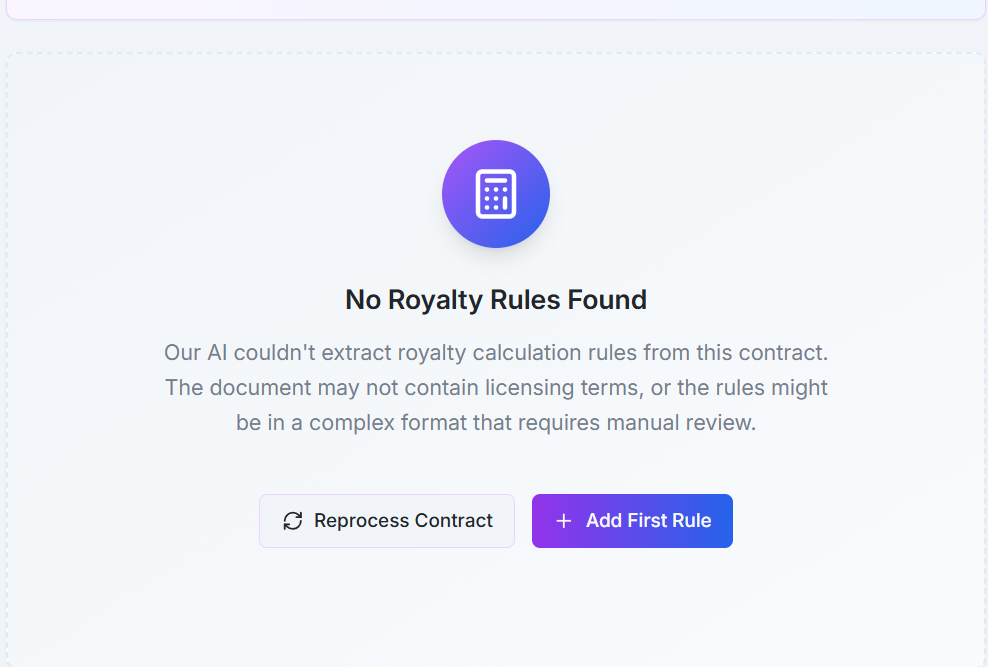 No Royalty Rules Found
Our AI couldn't extract royalty calculation rules from this contract.
The document may not contain licensing terms, or the rules might
be in a complex format that requires manual review.
Reprocess Contract
Add First Rule